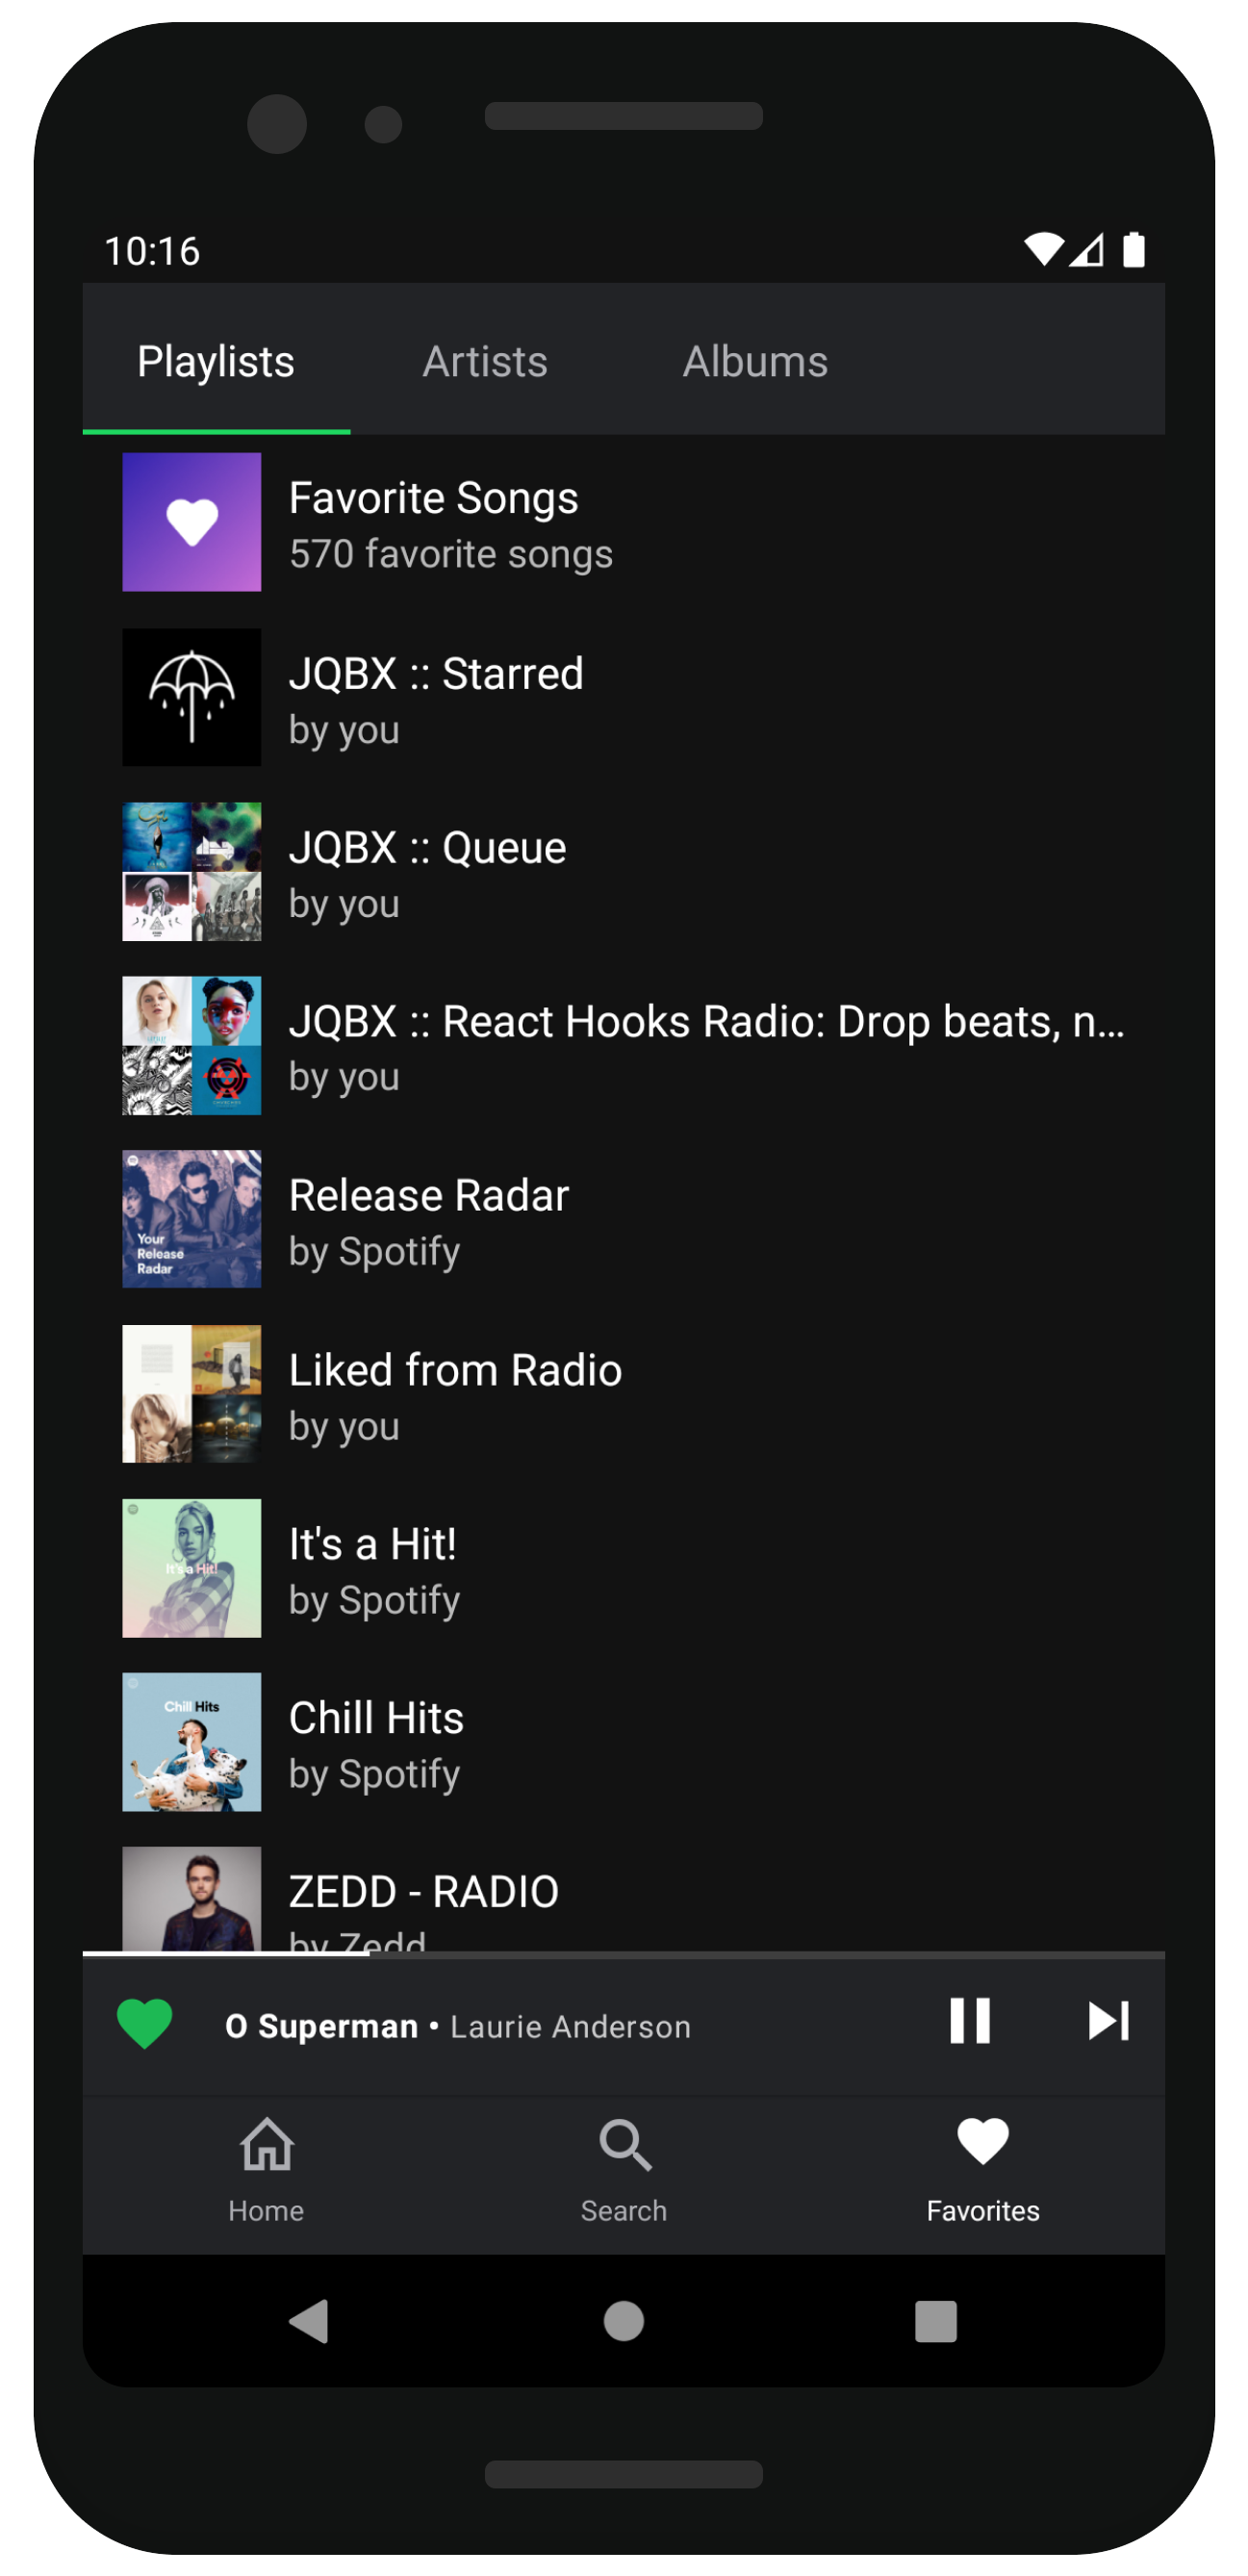 10:16
Playlists Artists Albums
Favorite Songs
570 favorite songs
JQBX :: Starred
by you
JQBX :: Queue
by you
JQBX :: React Hooks Radio: Drop beats, n...
by you
Your
Release
Radar
Release Radar
by Spotify
Liked from Radio
by you
It's a Hit!
It's a Hit!
by Spotify
Chill Hits
Chill Hits
by Spotify
ZEDD - RADIO
by Zedd
O Superman • Laurie Anderson
Home Search Favorites